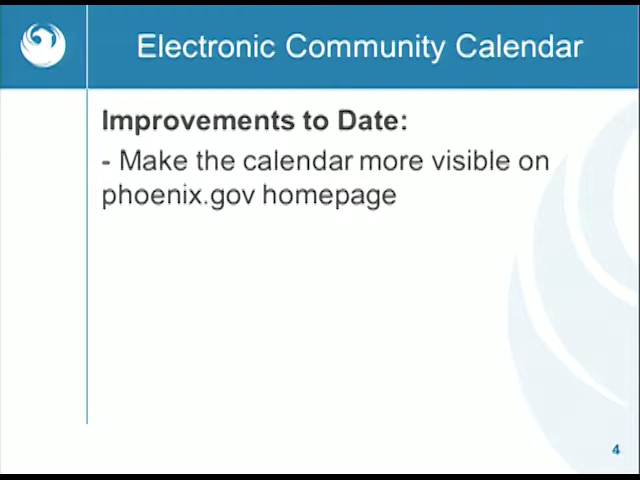 Electronic Community Calendar
Improvements to Date:
- Make the calendar more visible on
phoenix.gov homepage
4